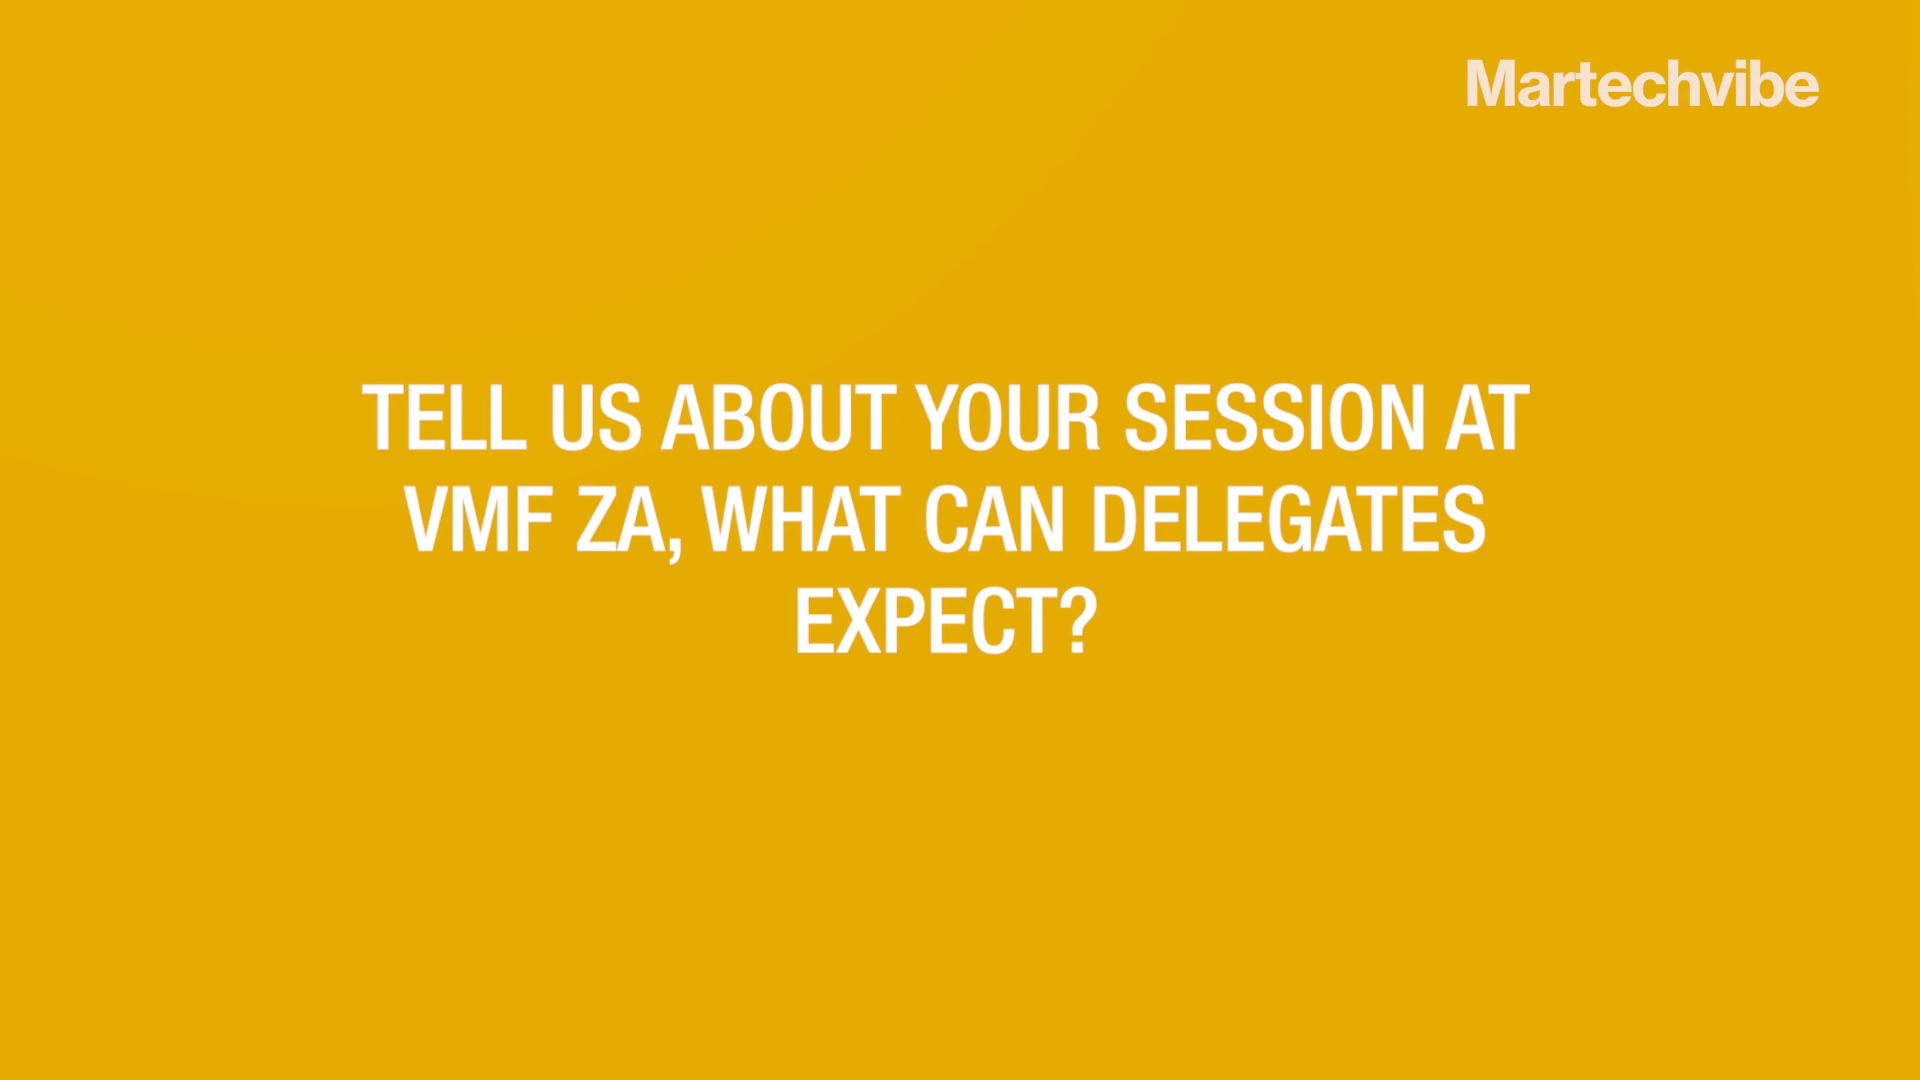 Martechvibe
TELL US ABOUT YOUR SESSION AT
VMF ZA, WHAT CAN DELEGATES
EXPECT?